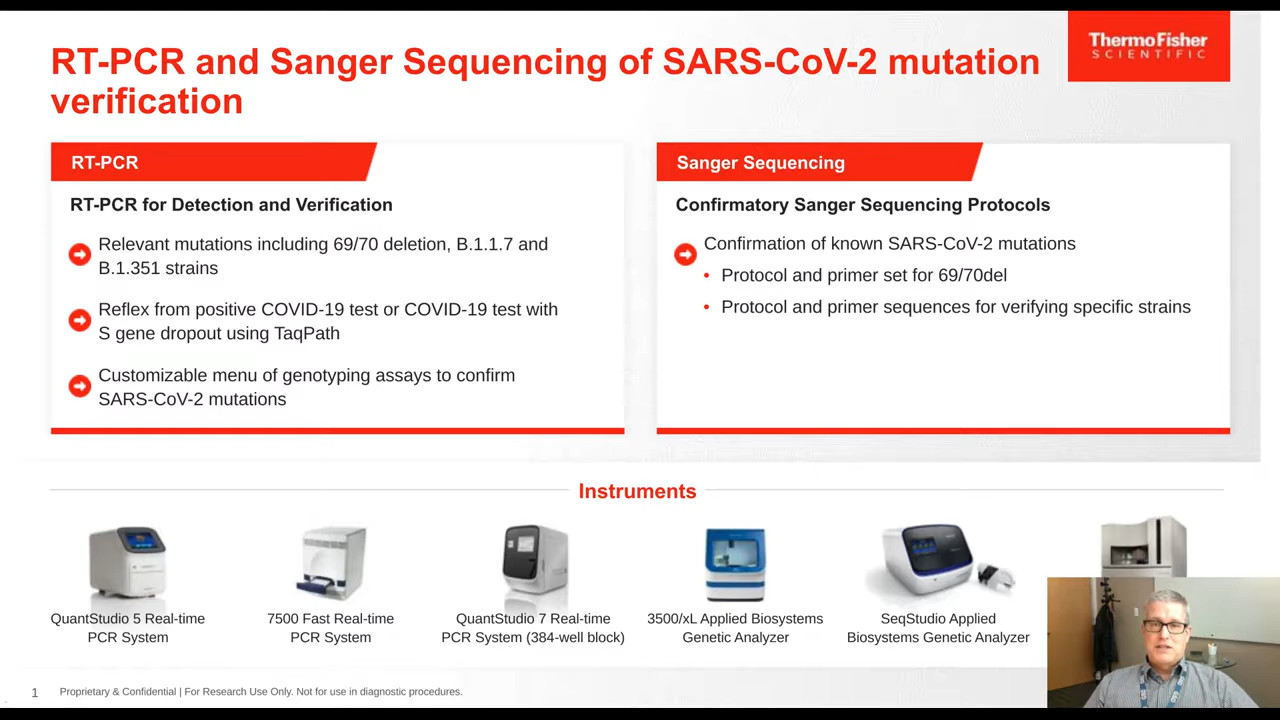 RT-PCR and Sanger Sequencing of SARS-CoV-2 mutation
verification
ThermoFisher
SCIENTIFIC
RT-PCR
RT-PCR for Detection and Verification
Relevant mutations including 69/70 deletion, B.1.1.7 and
B.1.351 strains
Reflex from positive COVID-19 test or COVID-19 test with
S gene dropout using TaqPath
Customizable menu of genotyping assays to confirm
SARS-CoV-2 mutations
Sanger Sequencing
Confirmatory Sanger Sequencing Protocols
Confirmation of known SARS-CoV-2 mutations
• Protocol and primer set for 69/70del
• Protocol and primer sequences for verifying specific strains
Instruments
QuantStudio 5 Real-time
PCR System
7500 Fast Real-time
PCR System
QuantStudio 7 Real-time
PCR System (384-well block)
3500/xL Applied Biosystems
Genetic Analyzer
SeqStudio Applied
Biosystems Genetic Analyzer
1
Proprietary & Confidential | For Research Use Only. Not for use in diagnostic procedures.